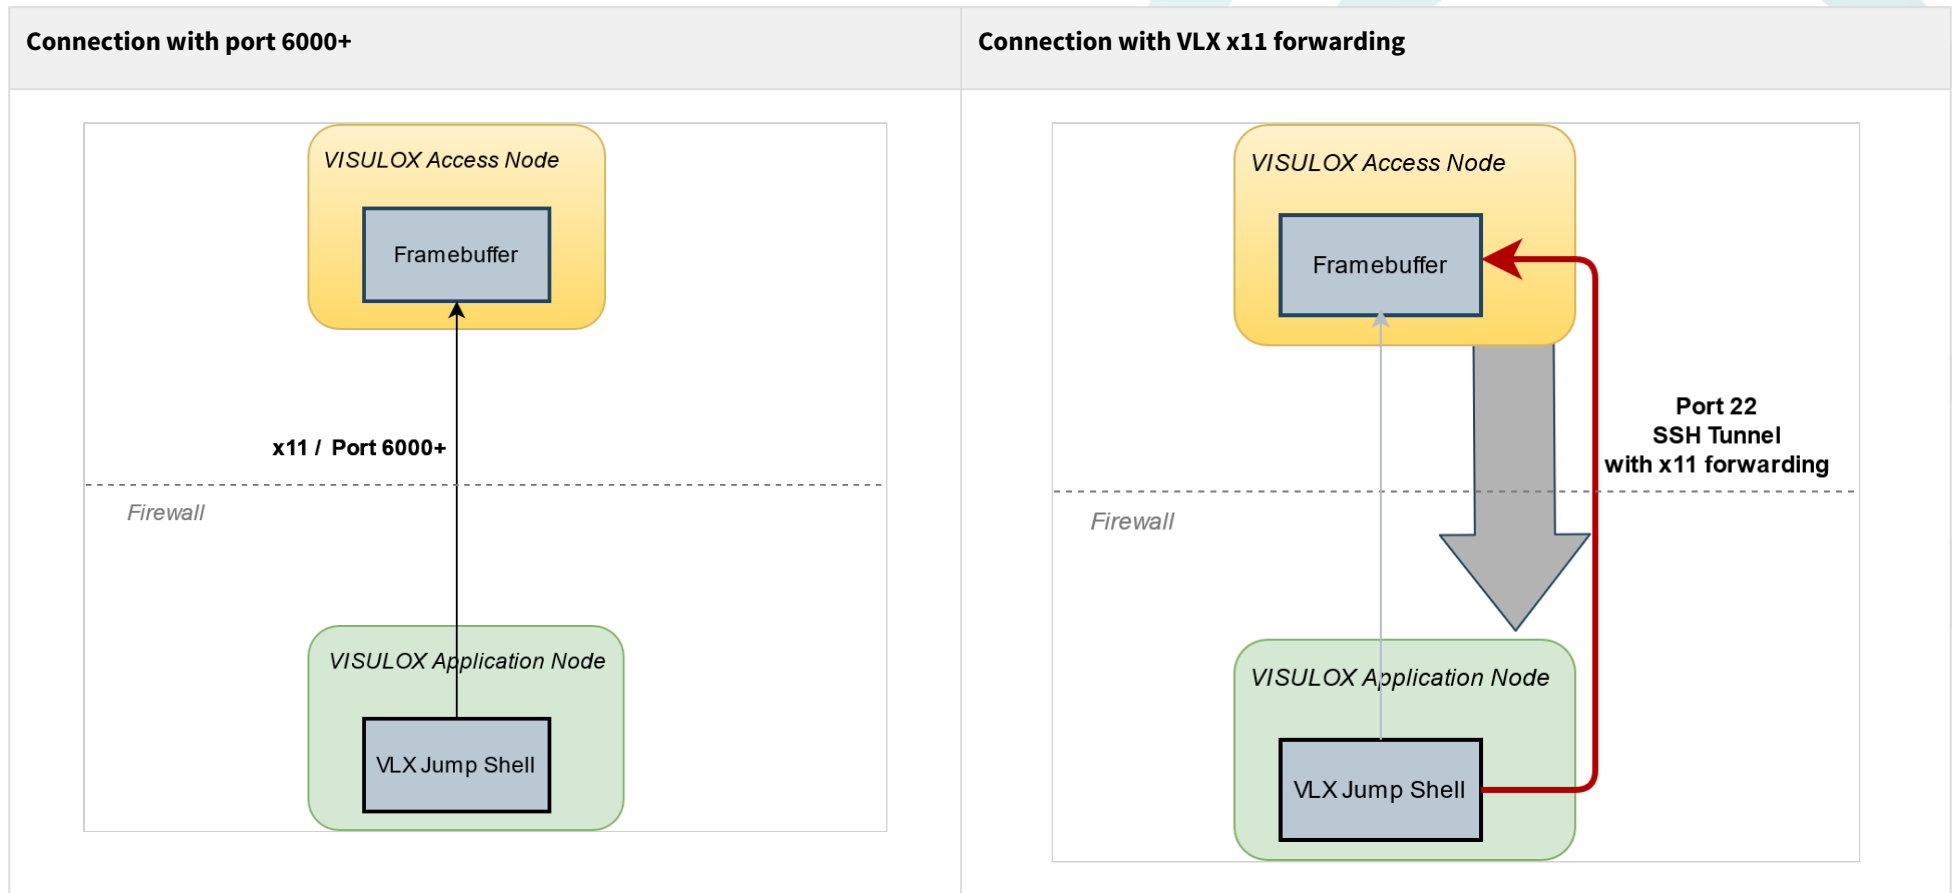 Connection with port 6000+
Connection with VLX x11 forwarding
VISULOX Access Node
Framebuffer
x11 / Port 6000+
Firewall
VISULOX Application Node
VLX Jump Shell
VISULOX Access Node
Framebuffer
Port 22
SSH Tunnel
with x11 forwarding
Firewall
VISULOX Application Node
VLX Jump Shell